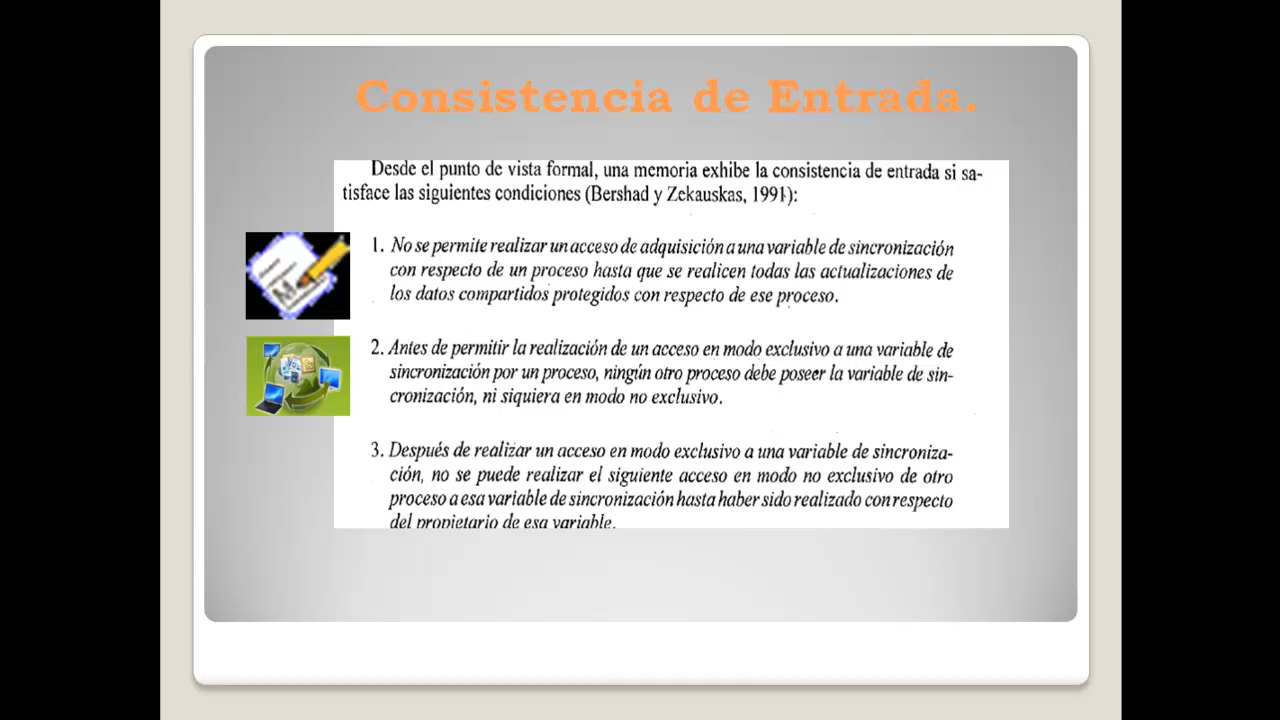 Consistencia de Entrada.
Desde el punto de vista formal, una memoria exhibe la consistencia de entrada si sa-
tisface las siguientes condiciones (Bershad y Zekauskas, 1991):
1. No se permite realizar un acceso de adquisición a una variable de sincronización
con respecto de un proceso hasta que se realicen todas las actualizaciones de
los datos compartidos protegidos con respecto de ese proceso.
2. Antes de permitir la realización de un acceso en modo exclusivo a una variable de
sincronización por un proceso, ningún otro proceso debe poseer la variable de sin-
cronización, ni siquiera en modo no exclusivo.
3. Después de realizar un acceso en modo exclusivo a una variable de sincroniza-
ción, no se puede realizar el siguiente acceso en modo no exclusivo de otro
proceso a esa variable de sincronización hasta haber sido realizado con respecto
del propietario de esa variable.